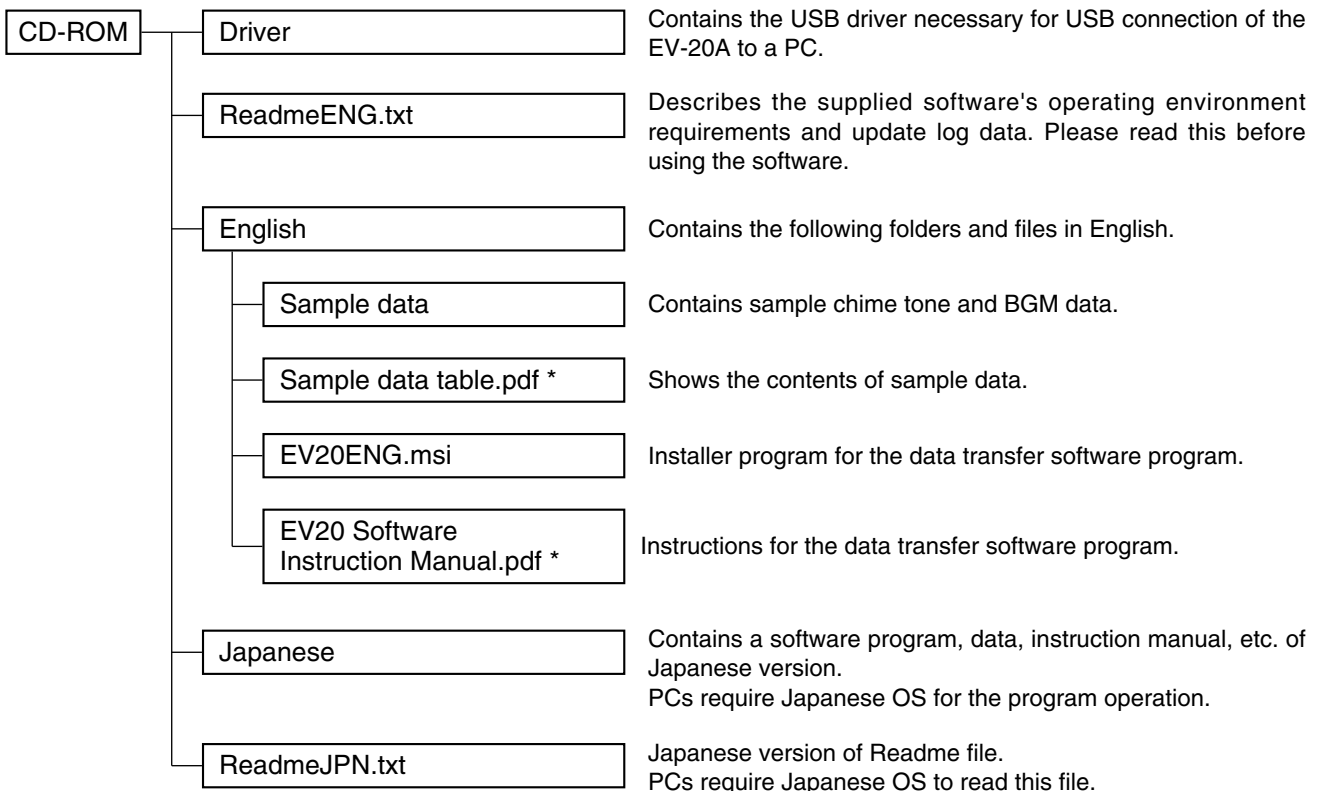 CD-ROM
Driver
Contains the USB driver necessary for USB connection of the
EV-20A to a PC.
ReadmeENG.txt
Describes the supplied software's operating environment
requirements and update log data. Please read this before
using the software.
English
Contains the following folders and files in English.
Sample data
Contains sample chime tone and BGM data.
Sample data table.pdf *
Shows the contents of sample data.
EV20ENG.msi
Installer program for the data transfer software program.
EV20 Software
Instruction Manual.pdf *
Instructions for the data transfer software program.
Japanese
Contains a software program, data, instruction manual, etc. of
Japanese version.
PCs require Japanese OS for the program operation.
ReadmeJPN.txt
Japanese version of Readme file.
PCs require Japanese OS to read this file.